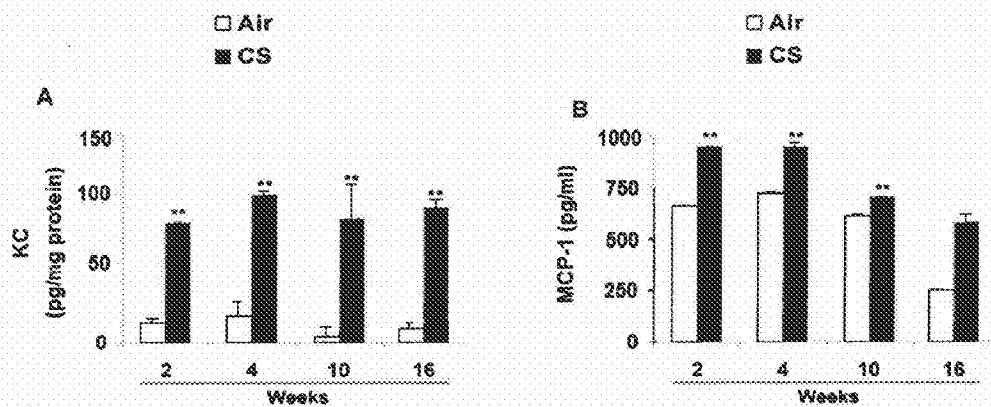 Air
CS
A
KC
(pg/mg protein)
150
100
50
0
**
**
**
**
2 4 10 16
Weeks
Air
CS
B
MCP-1 (pg/ml)
1000
750
500
250
0
**
**
**
2 4 10 16
Weeks